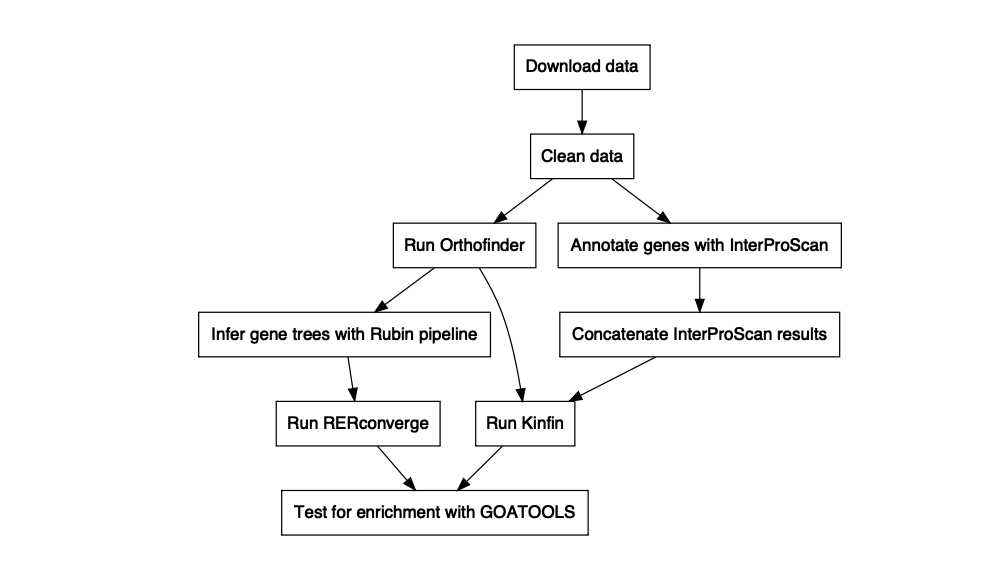 Download data
Clean data
Run Orthofinder
Annotate genes with InterProScan
Infer gene trees with Rubin pipeline
Concatenate InterProScan results
Run RERconverge
Run Kinfin
Test for enrichment with GOATOOLS